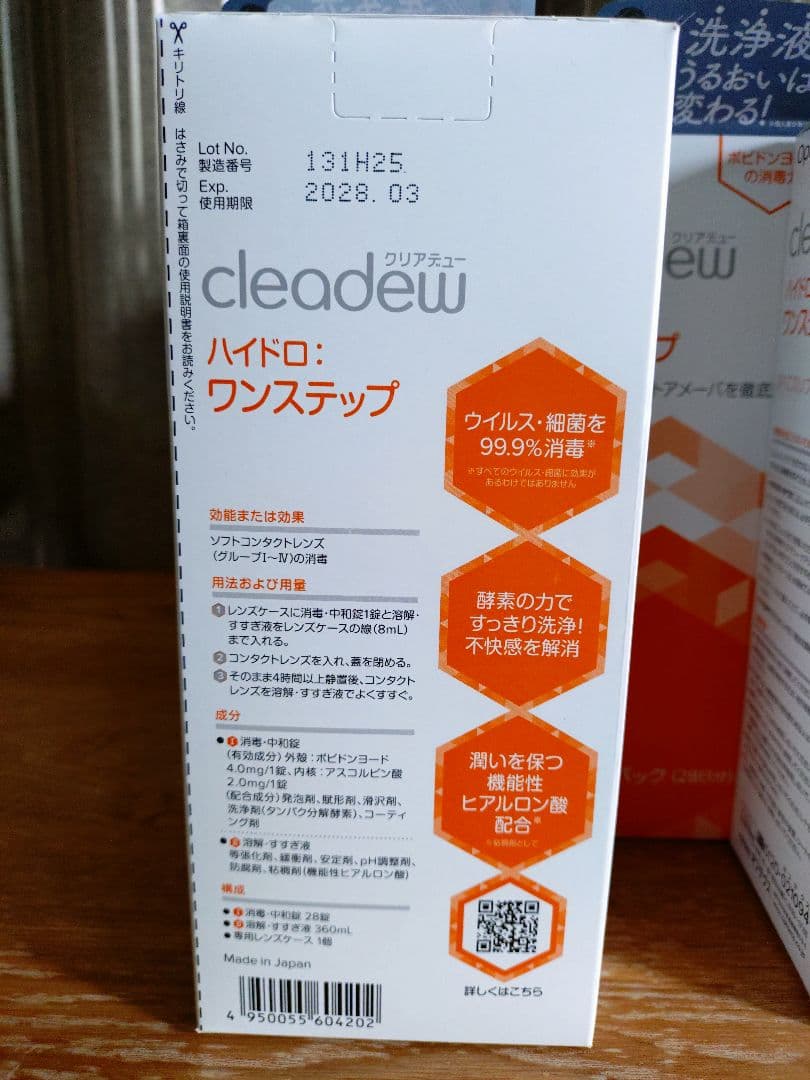 キリトリ線 はさみで切って箱裏面の使用説明書をお読みください。
Lot No.
製造番号
131H25
Exp.
使用期限
2028.03
クリアデュー
cleadew
ハイドロ:
ワンステップ
ウイルス・細菌を
99.9%消毒※
※すべてのウイルス・細菌に効果が
あるわけではありません
効能または効果
ソフトコンタクトレンズ
(グループⅠ〜Ⅳ)の消毒
用法および用量
1 レンズケースに消毒・中和錠1錠と溶解・
すすぎ液をレンズケースの線(8mL)
まで入れる。
2 コンタクトレンズを入れ、蓋を閉める。
3 そのまま4時間以上静置後、コンタクト
レンズを溶解・すすぎ液でよくすすぐ。
酵素の力で
すっきり洗浄!
不快感を解消
成分
●Ⅰ 消毒・中和錠
(有効成分)外殻:ポビドンヨード
4.0mg/1錠、内核:アスコルビン酸
2.0mg/1錠
(配合成分)発泡剤、賦形剤、滑沢剤、
洗浄剤(タンパク分解酵素)、コーティ
ング剤
●Ⅱ 溶解・すすぎ液
等張化剤、緩衝剤、安定剤、pH調整剤、
防腐剤、粘稠剤(機能性ヒアルロン酸)
潤いを保つ
機能性
ヒアルロン酸
配合※
※粘稠剤として
構成
●Ⅰ 消毒・中和錠 28錠
●Ⅱ 溶解・すすぎ液 360mL
●専用レンズケース 1個
Made in Japan
4 950055 604202
詳しくはこちら
洗浄液
うるおいは
変わる!
ポビドンヨー
の消毒
クリアデュー
ew
プ
トアメーバを徹底
パック
cle
ハイドロ
ワンス